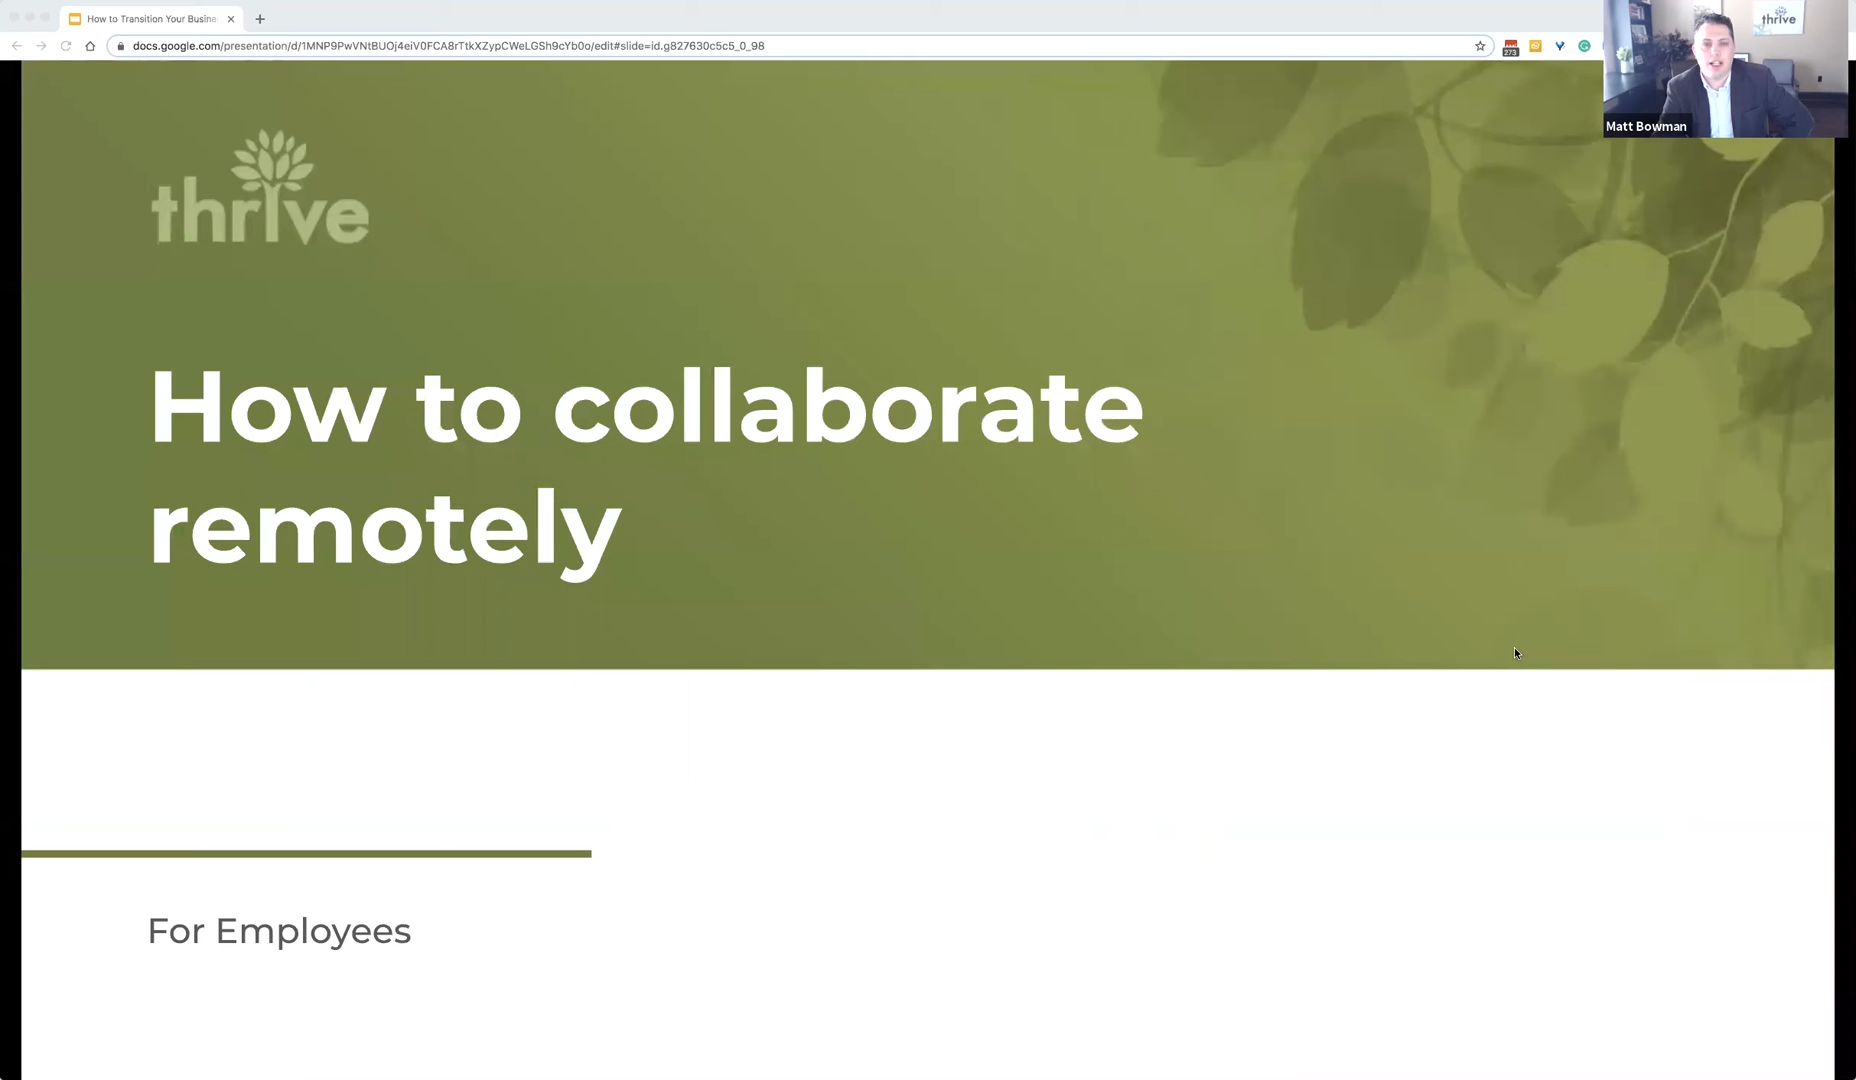 How to Transition Your Busine
docs.google.com/presentation/d/1MNP9PwVNtBUOj4eiV0FCA8rTtkXZypCWeLGSh9cYb0o/edit#slide=id.g827630c5c5_0_98
273
thrive
Matt Bowman
thrive
How to collaborate
remotely
For Employees